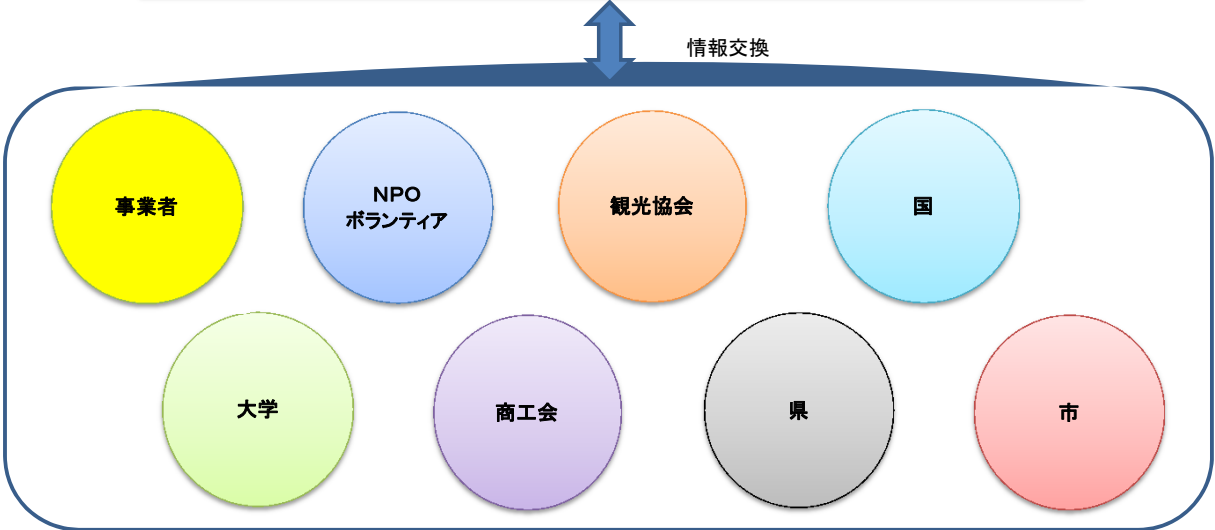 情報交換
事業者
NPO
ボランティア
観光協会
国
大学
商工会
県
市